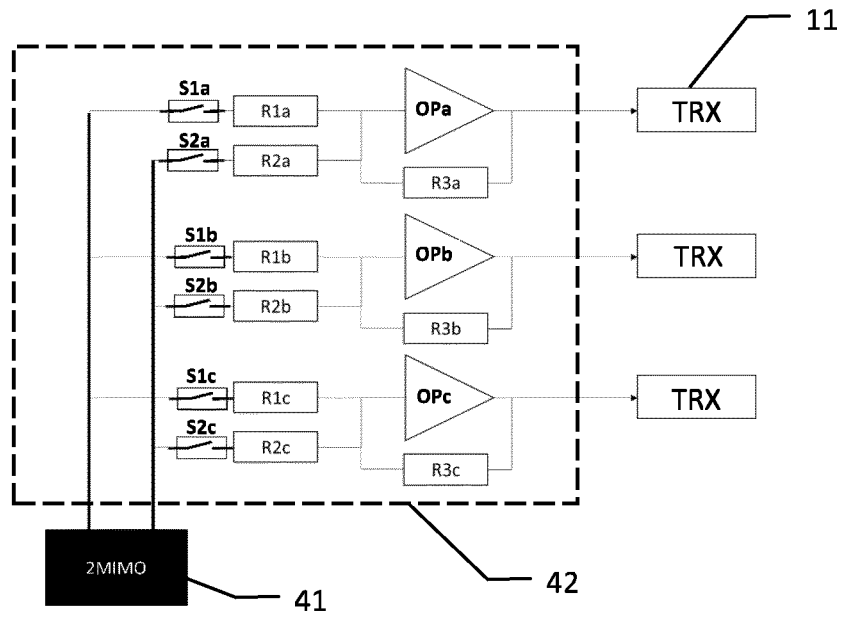 11
S1a
R1a
OPa
TRX
S2a
R2a
R3a
S1b
R1b
OPb
TRX
S2b
R2b
R3b
S1c
R1c
OPc
TRX
S2c
R2c
R3c
2MIMO
41
42